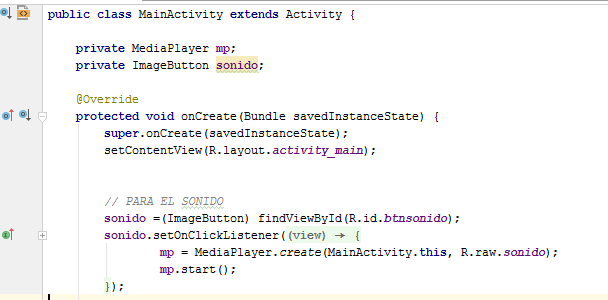 public class MainActivity extends Activity {
private MediaPlayer mp;
private ImageButton sonido;
@Override
protected void onCreate(Bundle savedInstanceState) {
super.onCreate(savedInstanceState);
setContentView(R.layout.activity_main);
// PARA EL SONIDO
sonido =(ImageButton) findViewById(R.id.btnsonido);
sonido.setOnClickListener((view) → {
mp = MediaPlayer.create(MainActivity.this, R.raw.sonido);
mp.start();
});